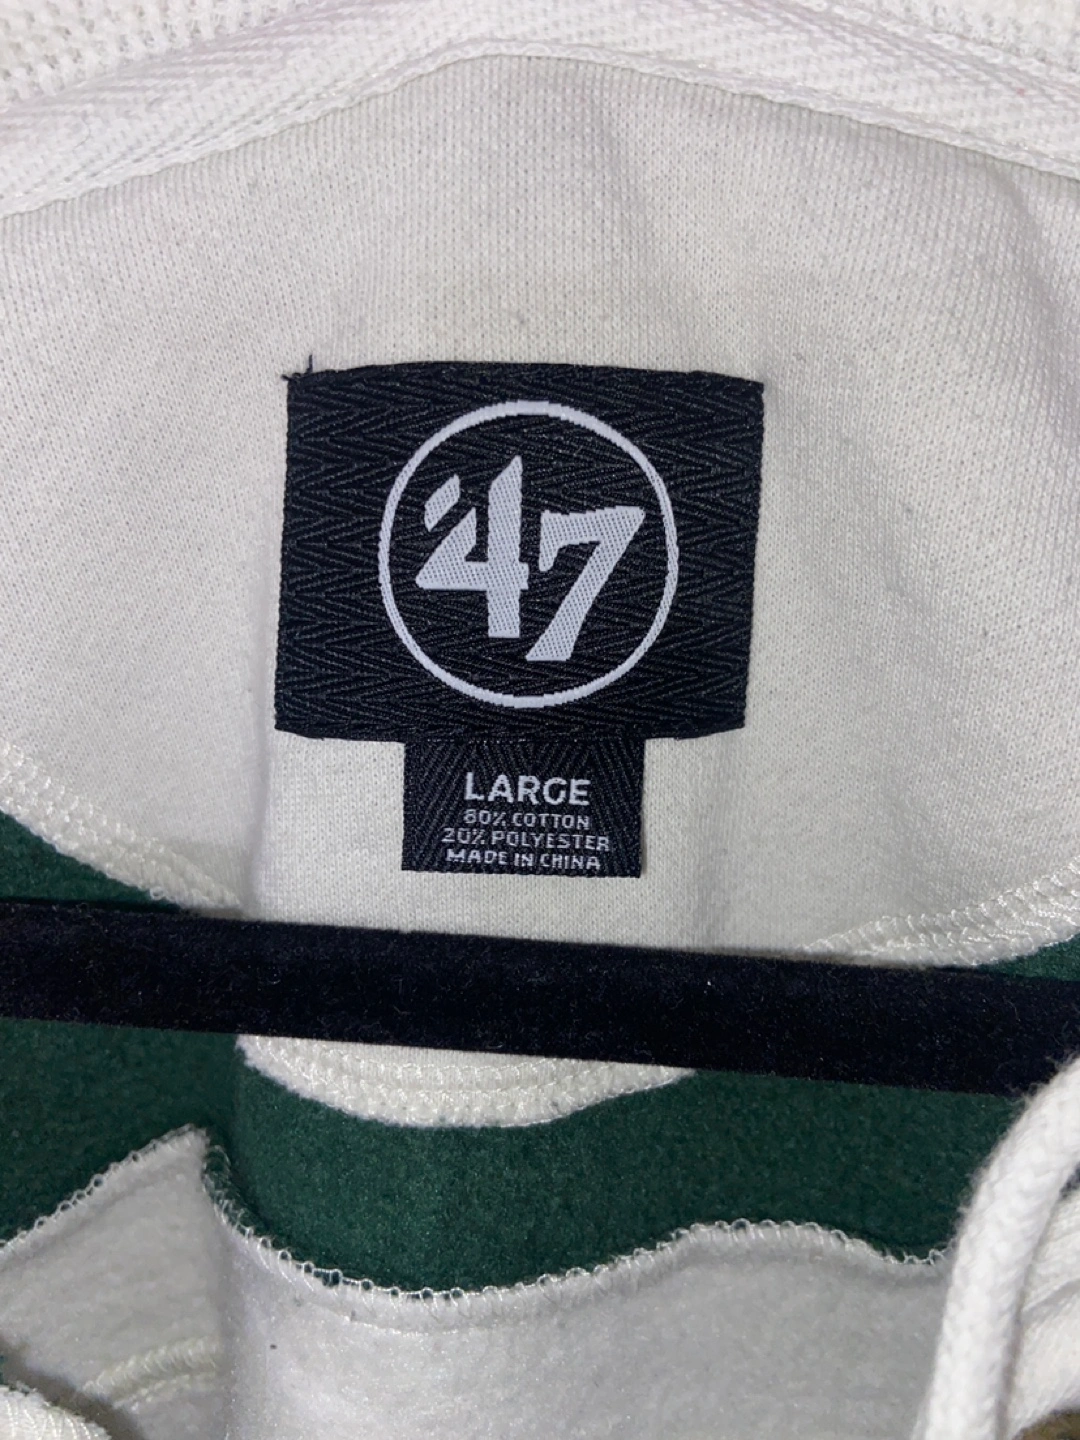 '47
LARGE
80% COTTON
20% POLYESTER
MADE IN CHINA